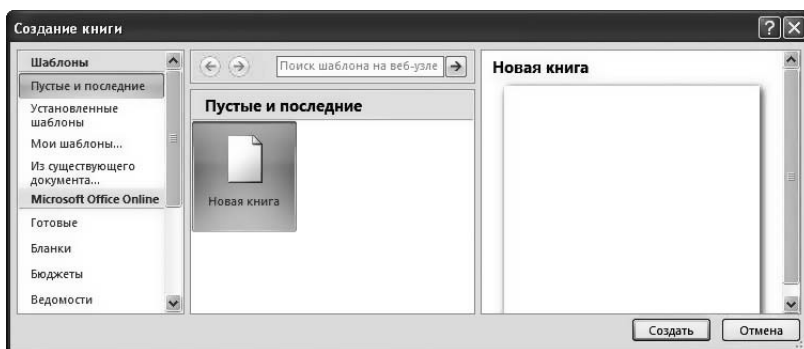 Создание книги
Шаблоны
Пустые и последние
Установленные
шаблоны
Мои шаблоны...
Из существующего
документа...
Microsoft Office Online
Готовые
Бланки
Бюджеты
Ведомости
Поиск шаблона на веб-узле
Пустые и последние
Новая книга
Новая книга
Создать
Отмена